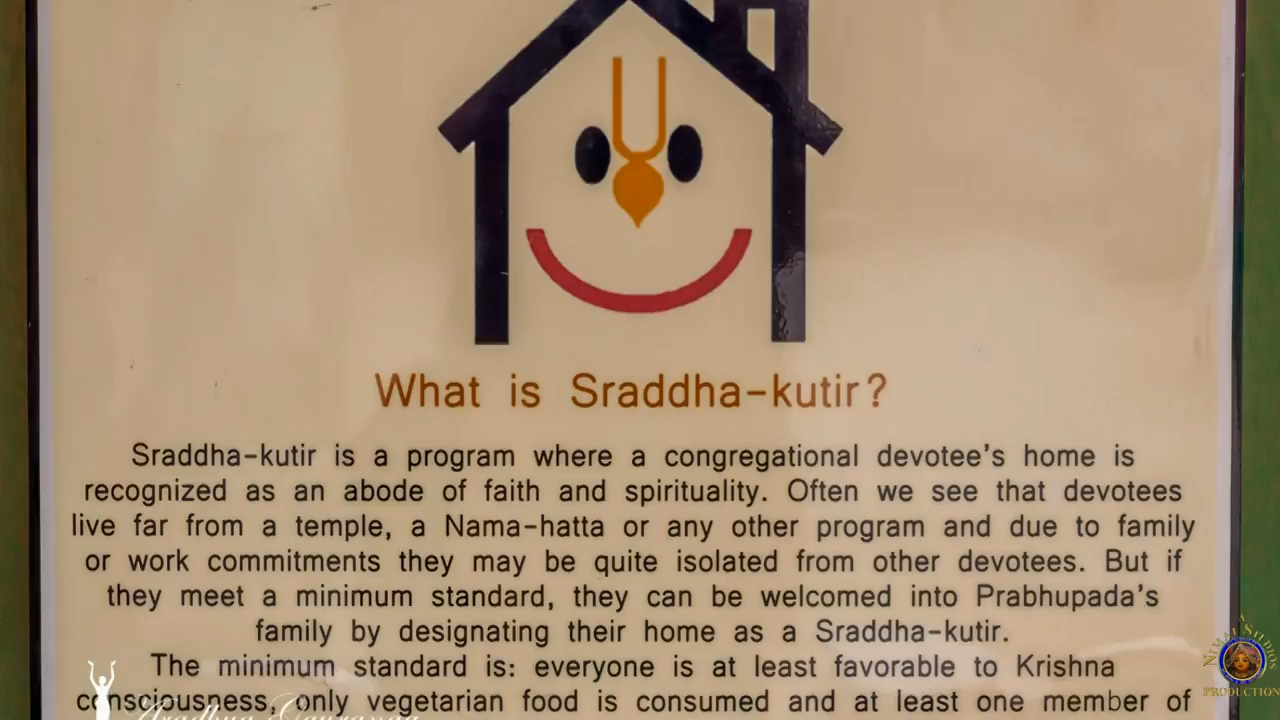 What is Sraddha-kutir?
Sraddha-kutir is a program where a congregational devotee's home is
recognized as an abode of faith and spirituality. Often we see that devotees
live far from a temple, a Nama-hatta or any other program and due to family
or work commitments they may be quite isolated from other devotees. But if
they meet a minimum standard, they can be welcomed into Prabhupada's
family by designating their home as a Sraddha-kutir.
The minimum standard is: everyone is at least favorable to Krishna
consciousness, only vegetarian food is consumed and at least one member of
A
PRODUCTION